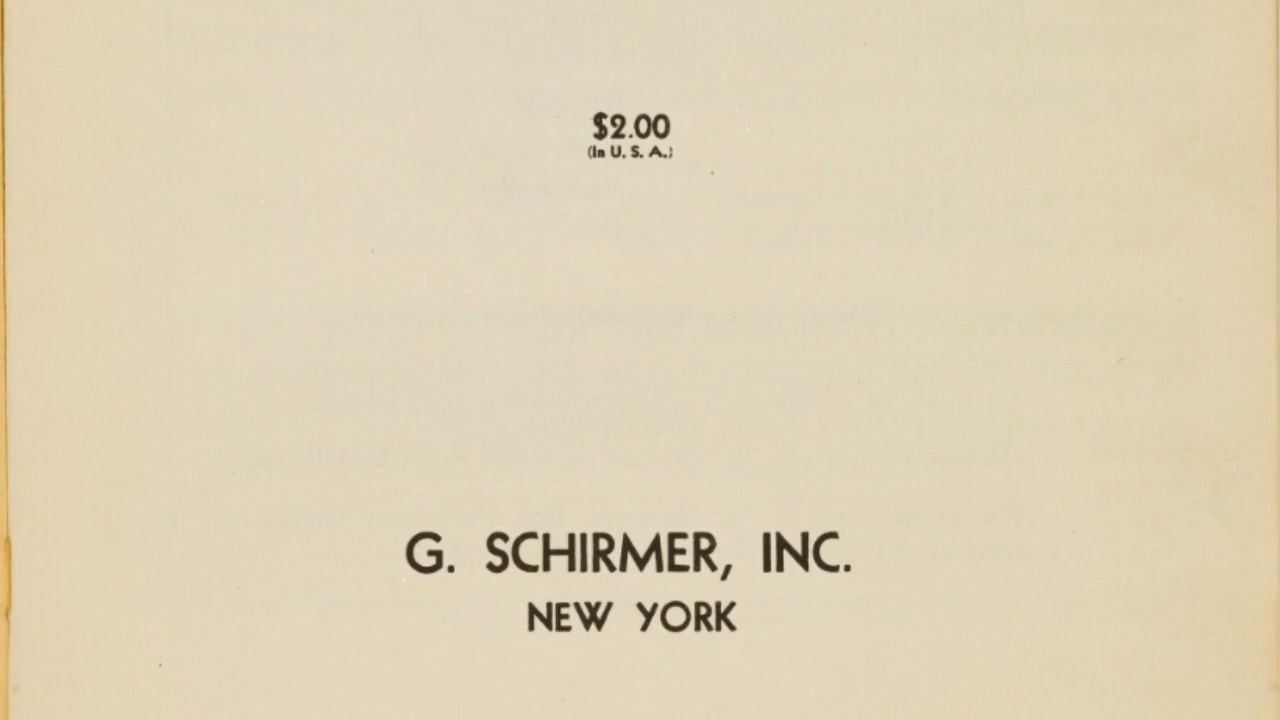 $2.00
(In U. S. A.)
G. SCHIRMER, INC.
NEW YORK